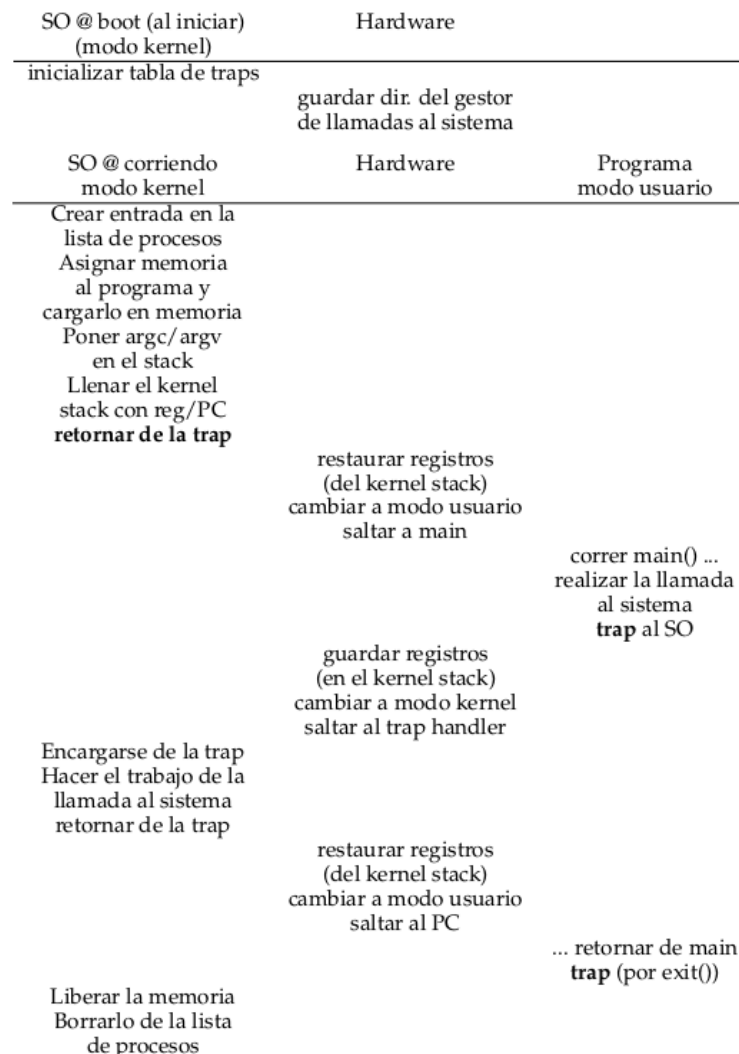 SO @ boot (al iniciar) Hardware
(modo kernel)
inicializar tabla de traps
guardar dir. del gestor
de llamadas al sistema
SO @ corriendo Hardware Programa
modo kernel modo usuario
Crear entrada en la
lista de procesos
Asignar memoria
al programa y
cargarlo en memoria
Poner argc/argv
en el stack
Llenar el kernel
stack con reg/PC
retornar de la trap
restaurar registros
(del kernel stack)
cambiar a modo usuario
saltar a main
correr main() ...
realizar la llamada
al sistema
trap al SO
guardar registros
(en el kernel stack)
cambiar a modo kernel
saltar al trap handler
Encargarse de la trap
Hacer el trabajo de la
llamada al sistema
retornar de la trap
restaurar registros
(del kernel stack)
cambiar a modo usuario
saltar al PC
... retornar de main
trap (por exit())
Liberar la memoria
Borrarlo de la lista
de procesos